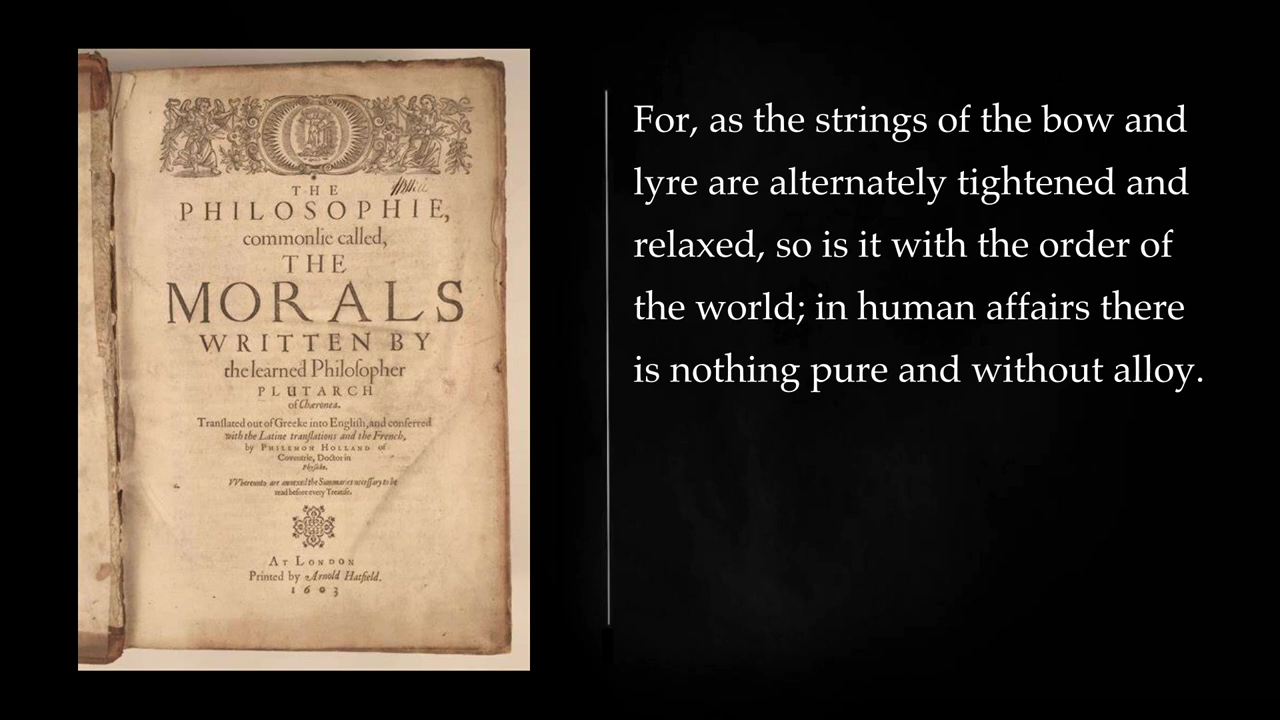 THE
PHILOSOPHIE,
commonlie called,
THE
MORALS
WRITTEN BY
the learned Philoſopher
PLUTARCH
of Chæronea.
Tranſlated out of Greeke into Engliſh, and conferred
with the Latine tranſlations and the French,
by PHILEMON HOLLAND of
Coventrie, Doctor in
Phyſicke.
VVhereunto are annexed the Summaries neceſſary to be
read before every Treatiſe.
AT LONDON
Printed by Arnold Hatfield.
1603
For, as the strings of the bow and
lyre are alternately tightened and
relaxed, so is it with the order of
the world; in human affairs there
is nothing pure and without alloy.